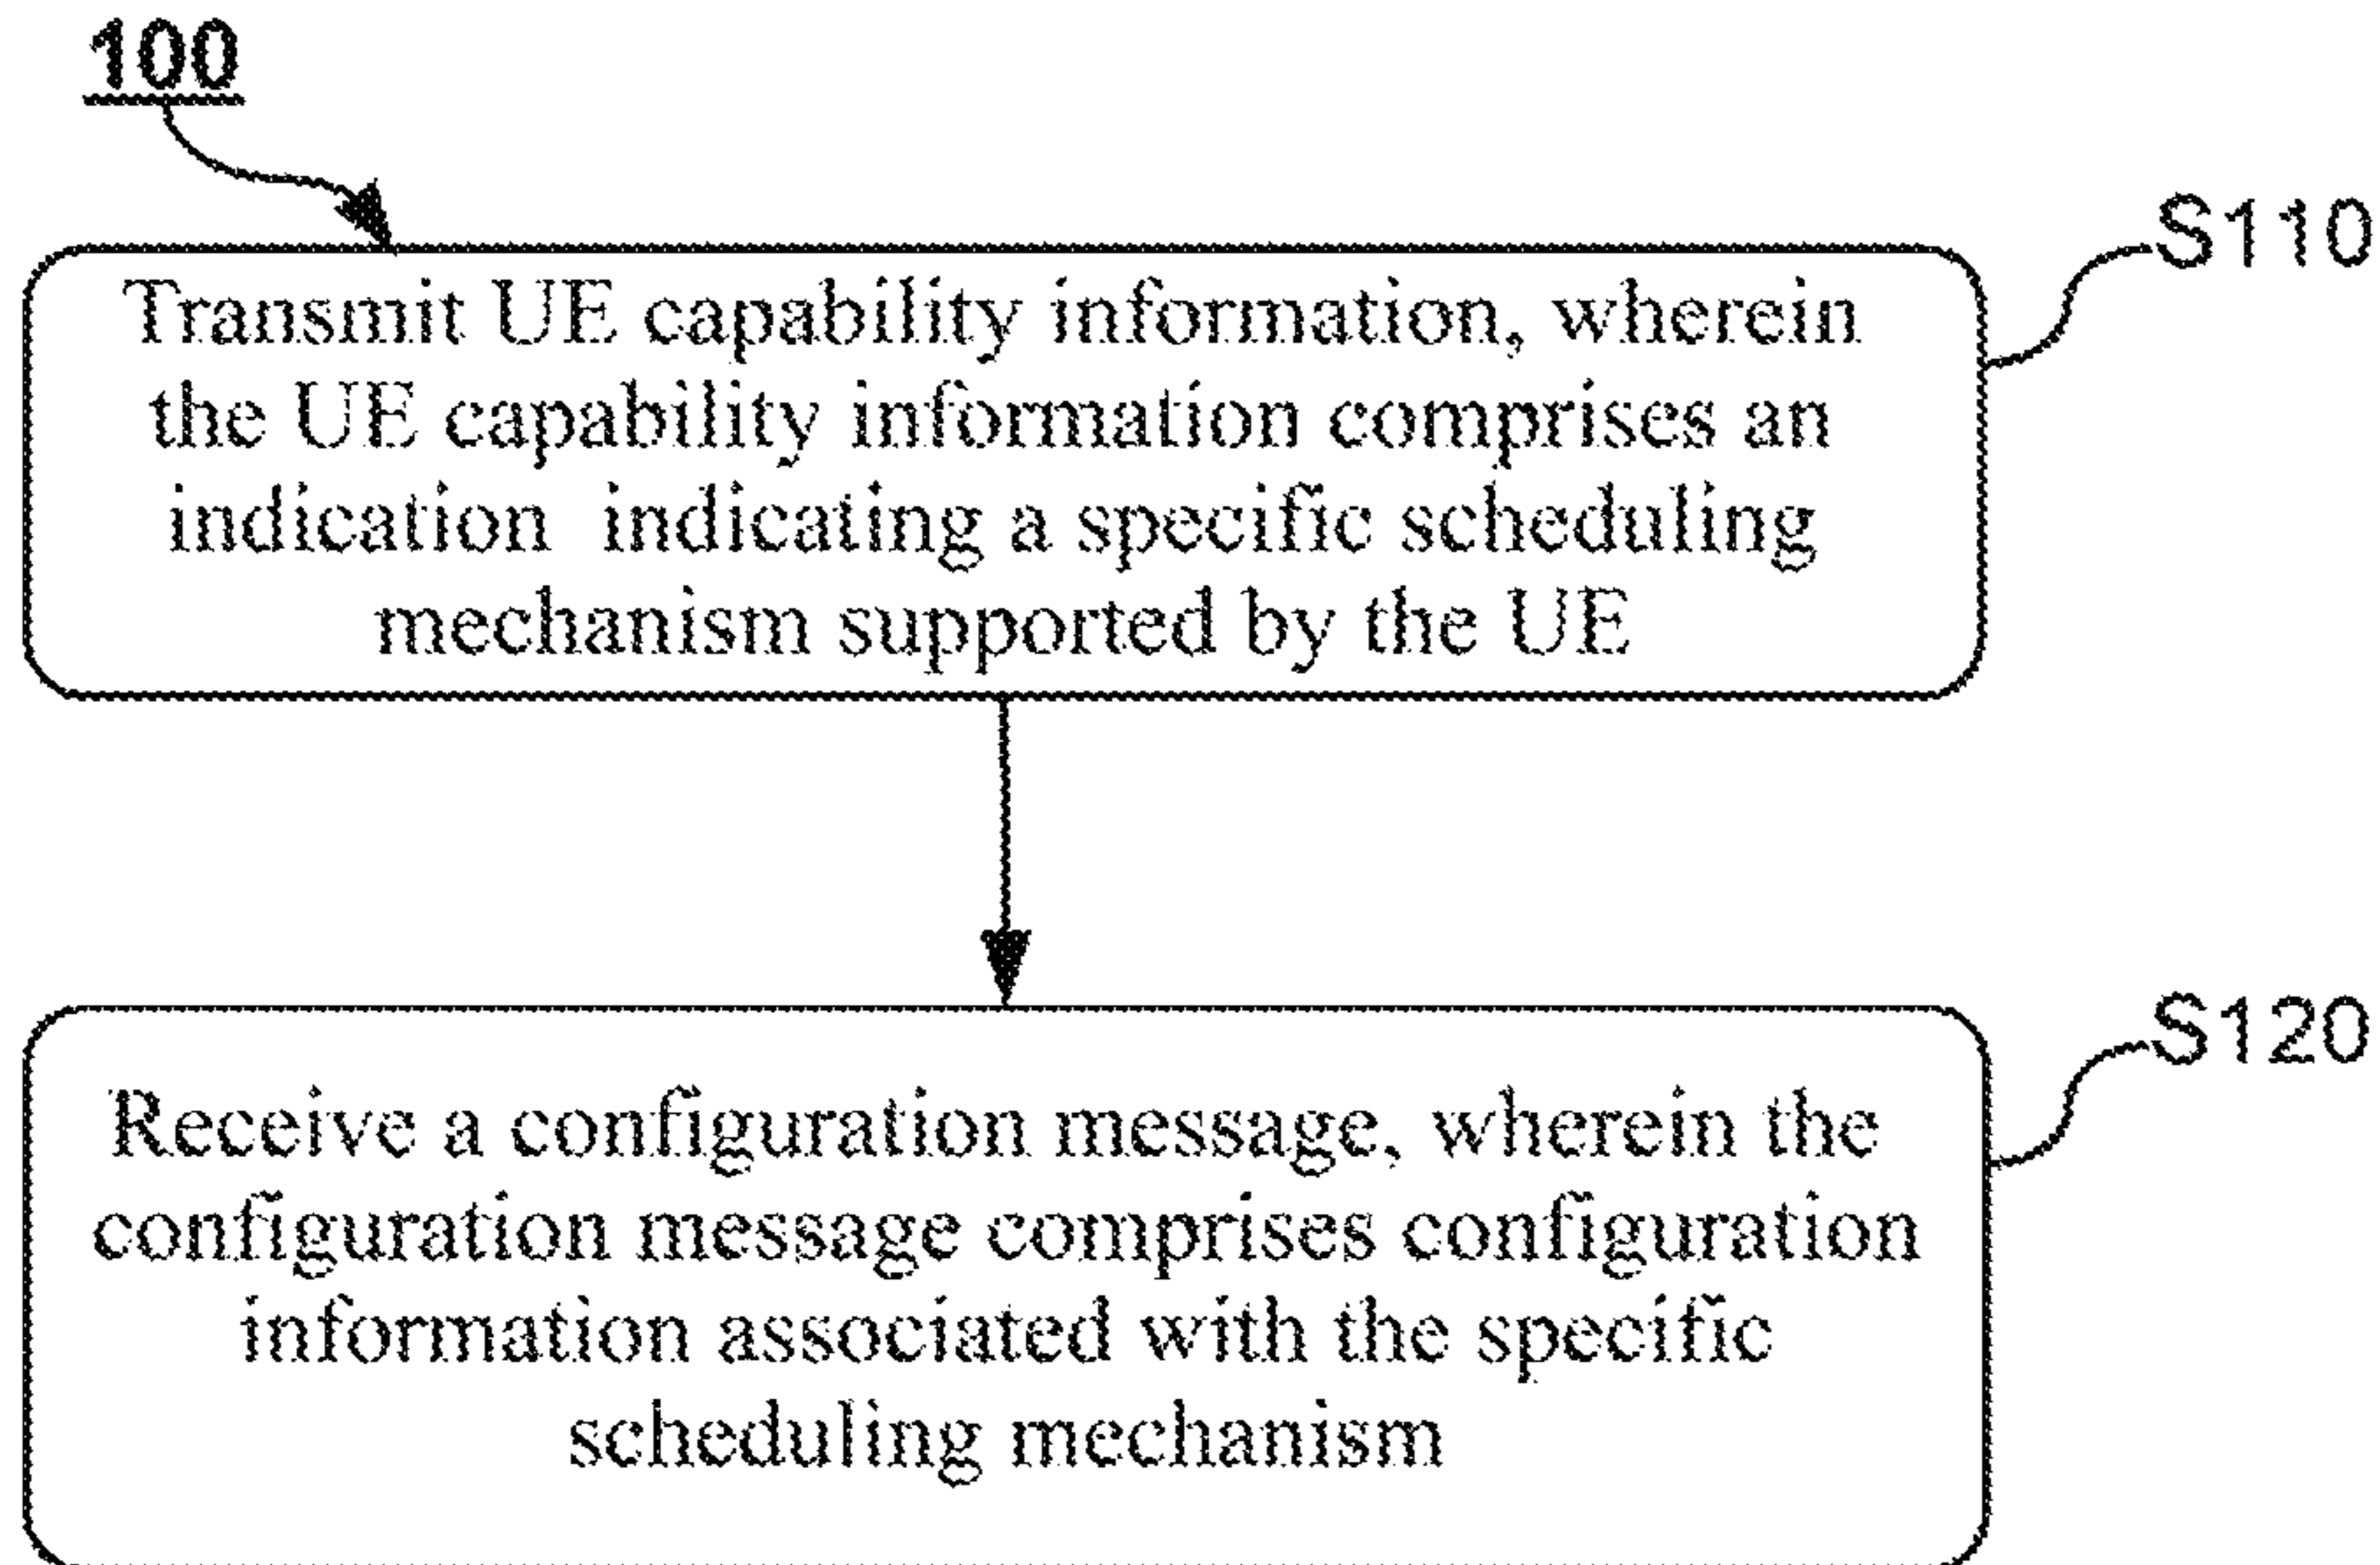 100
S110
Transmit UE capability information, wherein
the UE capability information comprises an
indication indicating a specific scheduling
mechanism supported by the UE
S120
Receive a configuration message, wherein the
configuration message comprises configuration
information associated with the specific
scheduling mechanism